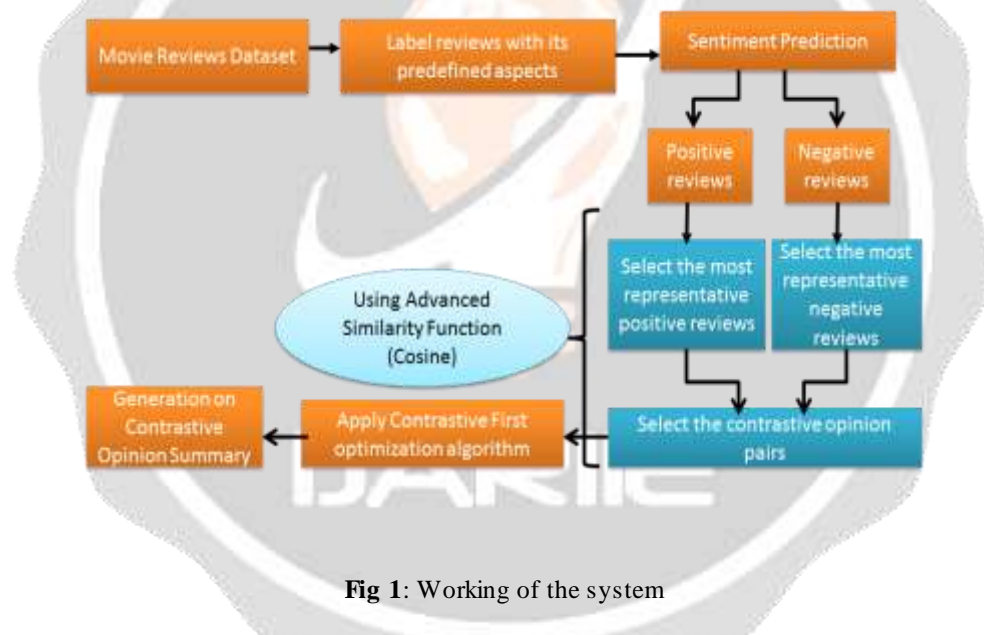 Movie Reviews Dataset
Label reviews with its
predefined aspects
Sentiment Prediction
Positive
reviews
Negative
reviews
Select the most
representative
positive reviews
Select the most
representative
negative
reviews
Using Advanced
Similarity Function
(Cosine)
Select the contrastive opinion
pairs
Apply Contrastive First
optimization algorithm
Generation on
Contrastive
Opinion Summary
IJARIIE
Fig 1: Working of the system